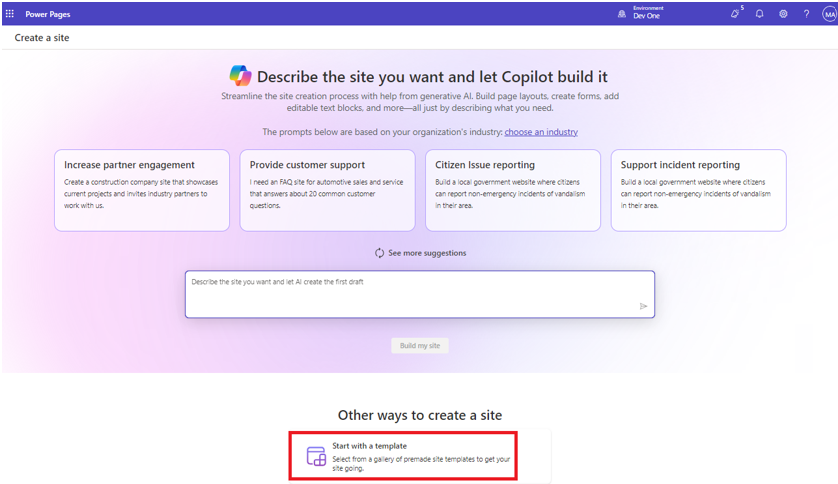 Power Pages
Environment
Dev One
5
?
MA
Create a site
Describe the site you want and let Copilot build it
Streamline the site creation process with help from generative AI. Build page layouts, create forms, add
editable text blocks, and more—all just by describing what you need.
The prompts below are based on your organization's industry: choose an industry
Increase partner engagement
Create a construction company site that showcases
current projects and invites industry partners to
work with us.
Provide customer support
I need an FAQ site for automotive sales and service
that answers about 20 common customer
questions.
Citizen Issue reporting
Build a local government website where citizens
can report non-emergency incidents of vandalism
in their area.
Support incident reporting
Build a local government website where citizens
can report non-emergency incidents of vandalism
in their area.
See more suggestions
Describe the site you want and let AI create the first draft
Build my site
Other ways to create a site
Start with a template
Select from a gallery of premade site templates to get your
site going.